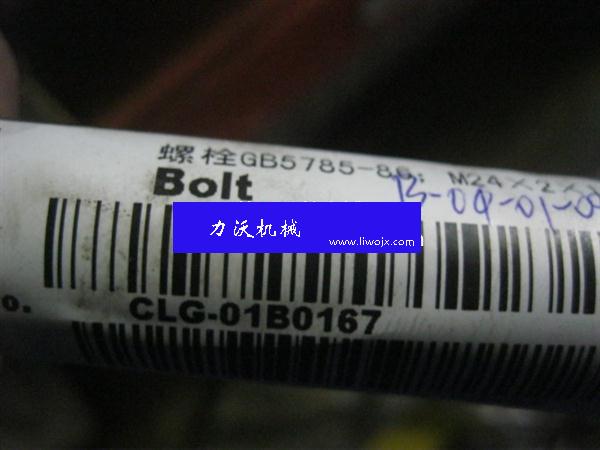 螺栓GB5785-86; M24×2×
Bolt
力沃机械
www.liwojx.com
CLG-01B0167
o.